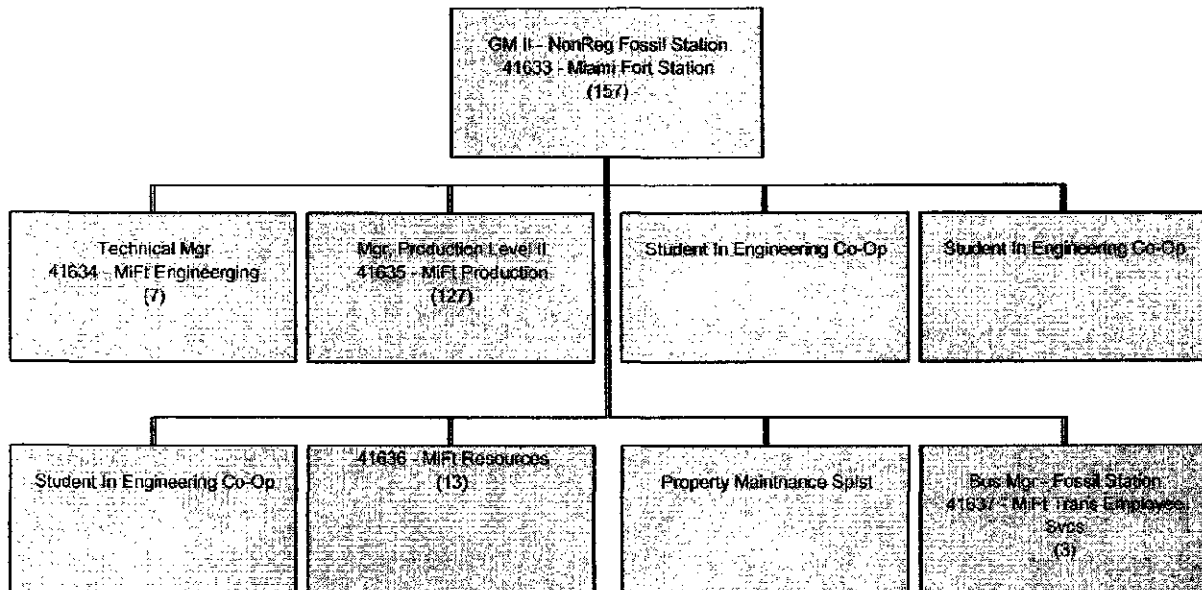 GM II - NonReg Fossil Station
41633 - Miami Fort Station
(157)
Technical Mgr
41634 - MiFt Engineerging
(7)
Mgr, Production Level II
41635 - MiFt Production
(127)
Student In Engineering Co-Op
Student In Engineering Co-Op
Student In Engineering Co-Op
41636 - MiFt Resources
(13)
Property Maintnance Splst
Bus Mgr - Fossil Station
41637 - MiFt Trans Employee
Svcs
(3)